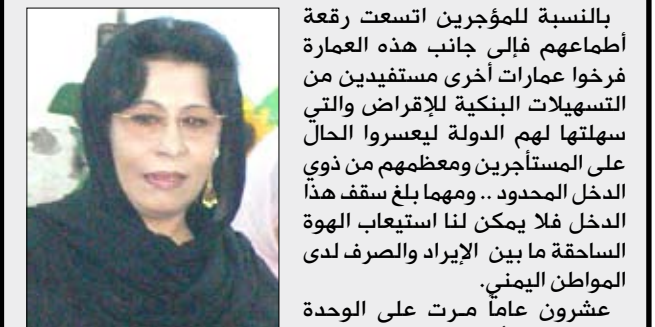 بالنسبة للمؤجرين اتسعت رقعة
أطماعهم فإلى جانب هذه العمارة
فرخوا عمارات أخرى مستفيدين من
التسهيلات البنكية للإقراض والتي
سهلتها لهم الدولة ليعسروا الحال
على المستأجرين ومعظمهم من ذوي
الدخل المحدود .. ومهما بلغ سقف هذا
الدخل فلا يمكن لنا استيعاب الهوة
الساحقة ما بين الإيراد والصرف لدى
المواطن اليمني.
عشرون عاماً مرت على الوحدة